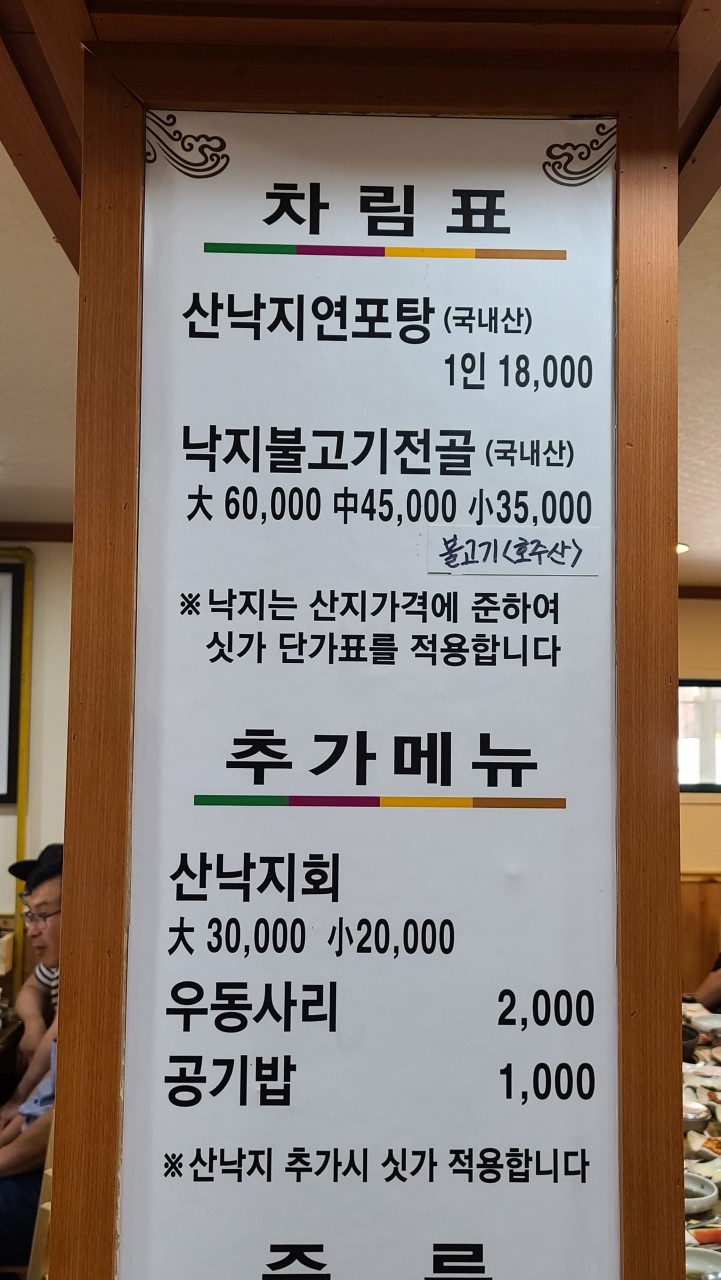 차림표
산낙지연포탕 (국내산)
1인 18,000
낙지불고기전골 (국내산)
大 60,000 中45,000 小35,000
불고기<호주산>
※ 낙지는 산지가격에 준하여
싯가 단가표를 적용합니다
추가메뉴
산낙지회
大 30,000 小20,000
우동사리 2,000
공기밥 1,000
※ 산낙지 추가시 싯가 적용합니다
주 류